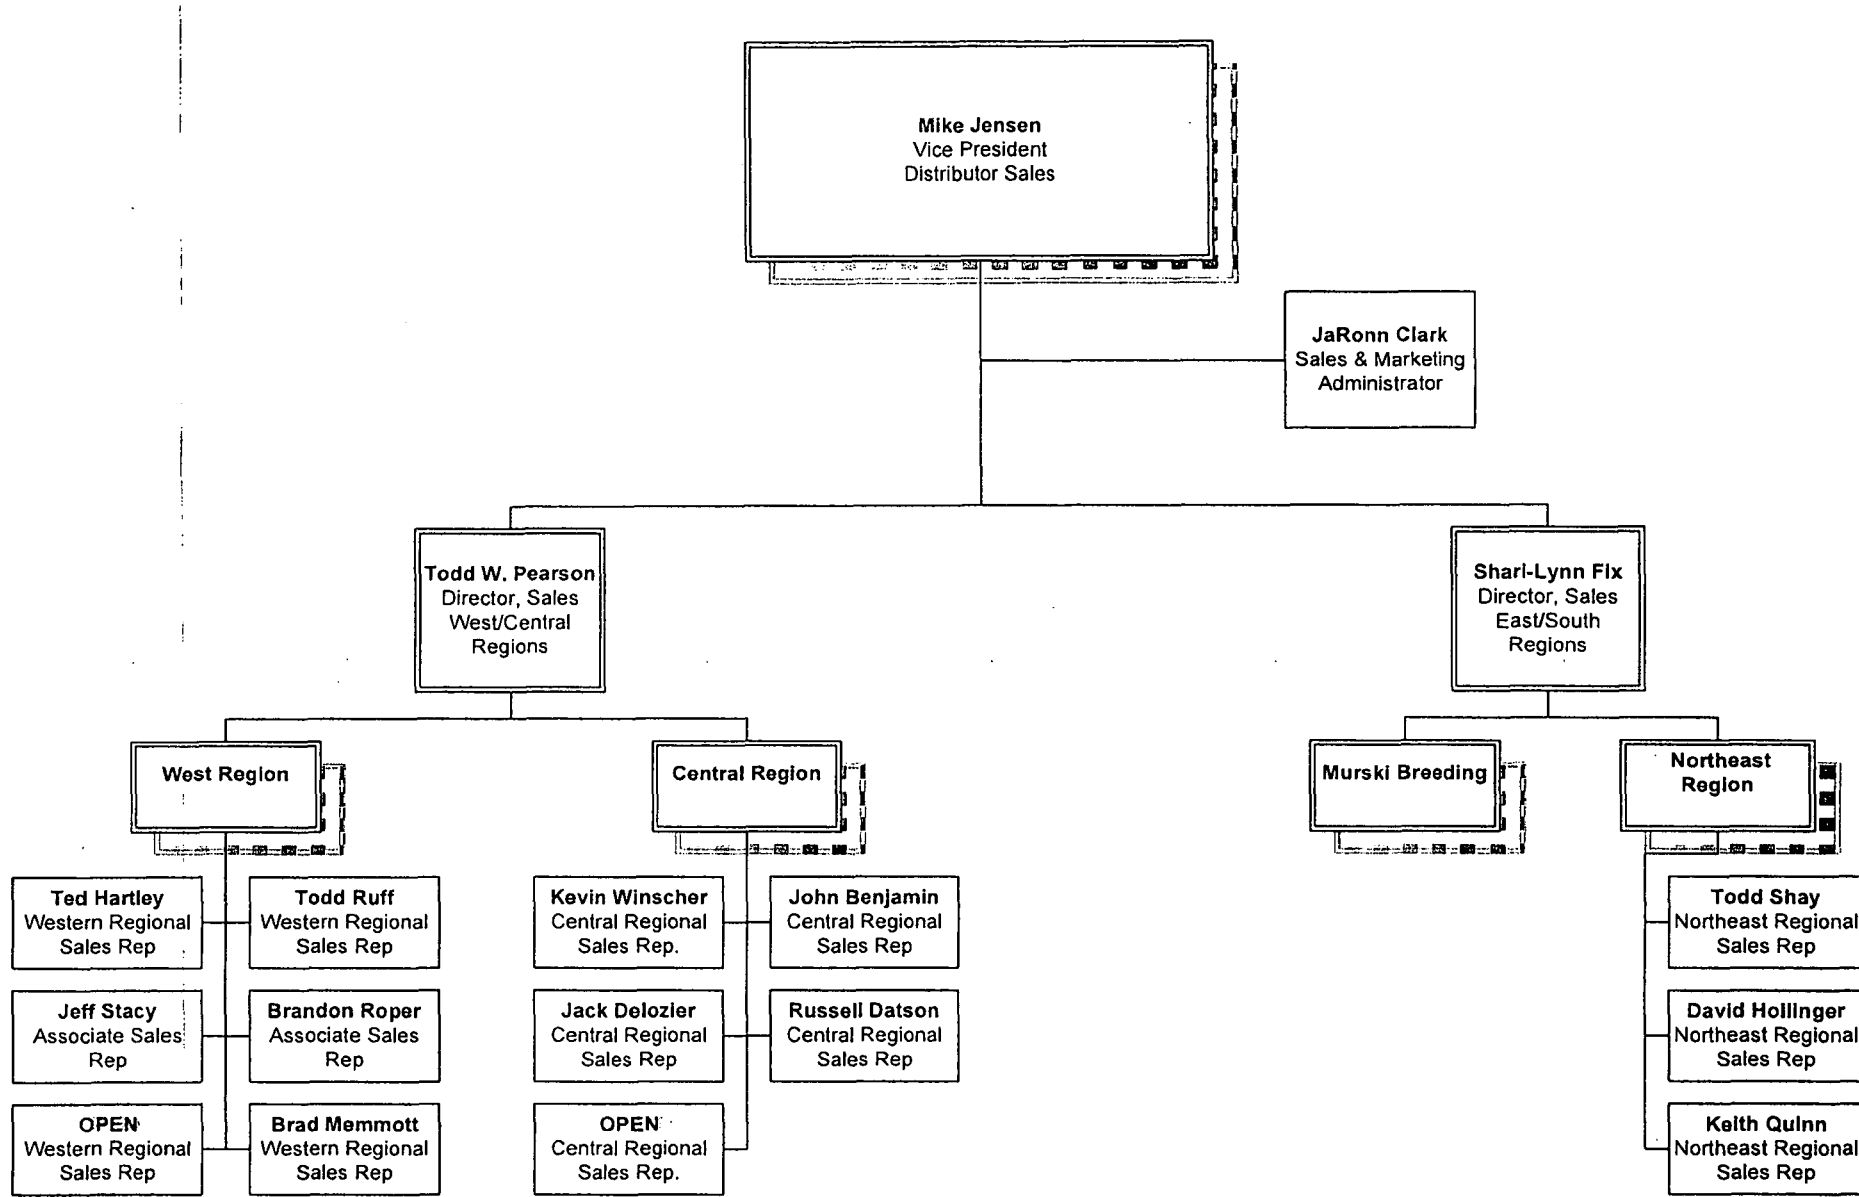 Mike Jensen
Vice President
Distributor Sales
JaRonn Clark
Sales & Marketing
Administrator
Todd W. Pearson
Director, Sales
West/Central
Regions
Shari-Lynn Fix
Director, Sales
East/South
Regions
West Region
Central Region
Murski Breeding
Northeast
Region
Ted Hartley
Western Regional
Sales Rep
Todd Ruff
Western Regional
Sales Rep
Kevin Winscher
Central Regional
Sales Rep.
John Benjamin
Central Regional
Sales Rep
Todd Shay
Northeast Regional
Sales Rep
Jeff Stacy
Associate Sales
Rep
Brandon Roper
Associate Sales
Rep
Jack Delozier
Central Regional
Sales Rep
Russell Datson
Central Regional
Sales Rep
David Hollinger
Northeast Regional
Sales Rep
OPEN
Western Regional
Sales Rep
Brad Memmott
Western Regional
Sales Rep
OPEN
Central Regional
Sales Rep.
Keith Quinn
Northeast Regional
Sales Rep